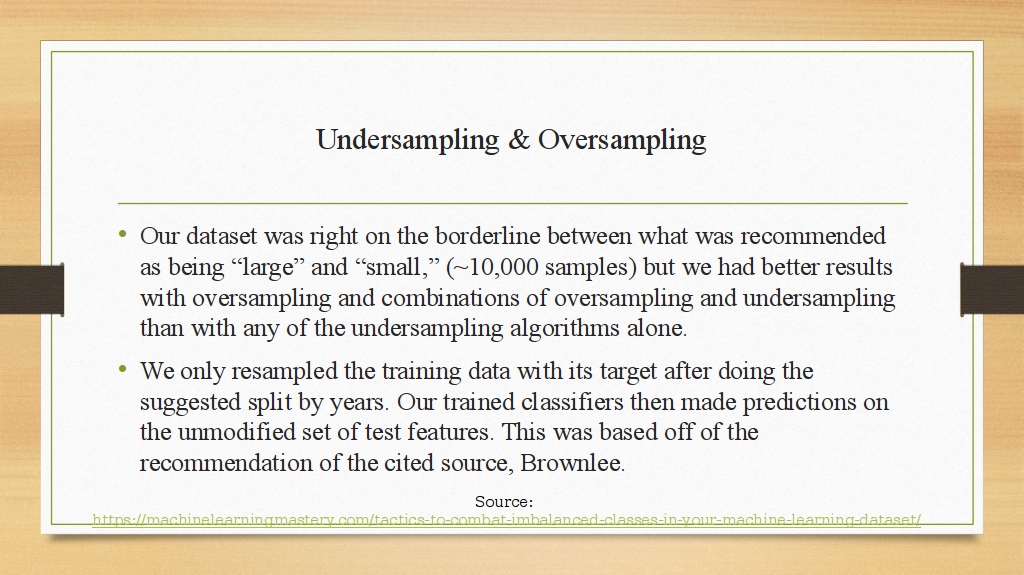 Undersampling & Oversampling
• Our dataset was right on the borderline between what was recommended
as being “large” and “small,” (~10,000 samples) but we had better results
with oversampling and combinations of oversampling and undersampling
than with any of the undersampling algorithms alone.
• We only resampled the training data with its target after doing the
suggested split by years. Our trained classifiers then made predictions on
the unmodified set of test features. This was based off of the
recommendation of the cited source, Brownlee.
Source:
https://machinelearningmastery.com/tactics-to-combat-imbalanced-classes-in-your-machine-learning-dataset/